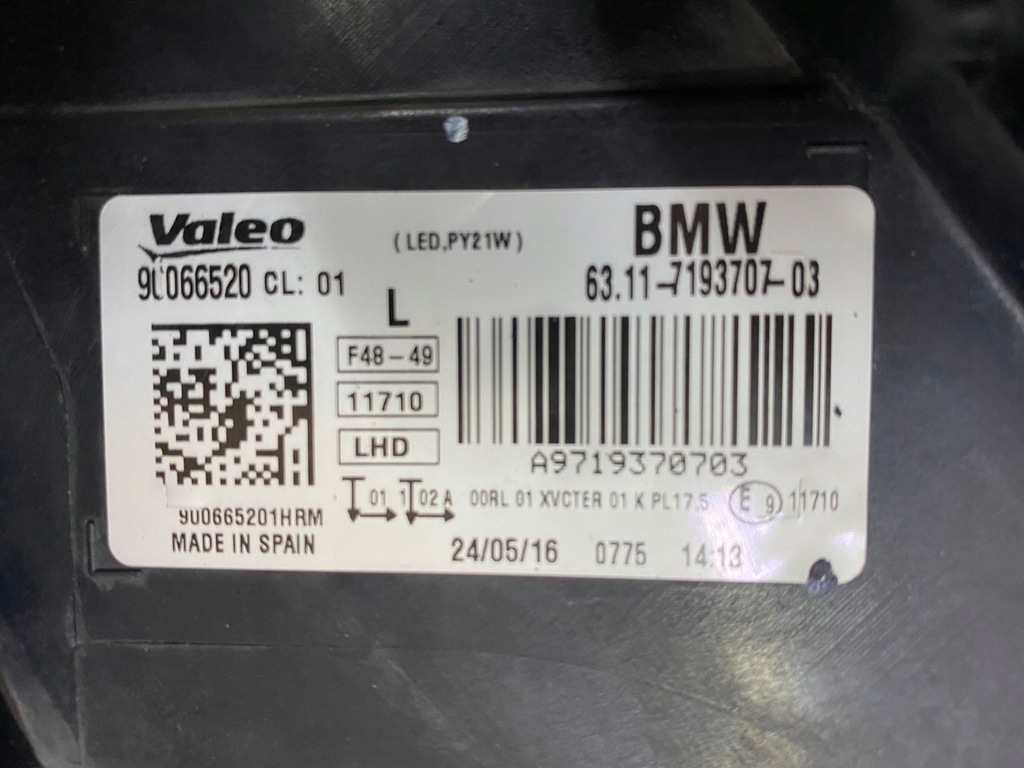 Valeo
(LED,PY21W)
BMW
90066520 CL: 01
63.11-7193707-03
L
F48-49
11710
LHD
A9719370703
01 1 02 A 00RL 01 XVCTER 01 K PL17.5 E 9 11710
900665201HRM
MADE IN SPAIN
24/05/16 0775 14:13